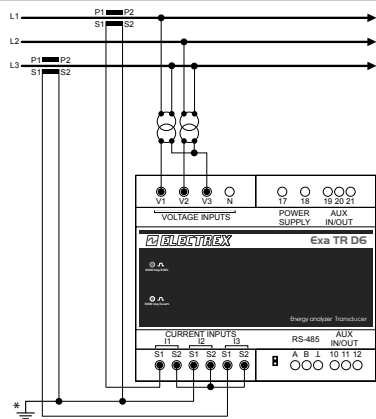 P1 P2
L1
S1 S2
L2
P1 P2
L3
S1 S2
V1 V2 V3 N 17 18 19 20 21
VOLTAGE INPUTS POWER SUPPLY AUX IN/OUT
ELECTREX Exa TR D6
Energy analyzer Transducer
CURRENT INPUTS
I1 I2 I3
RS-485 AUX IN/OUT
S1 S2 S1 S2 S1 S2 A B ⊥ 10 11 12
*